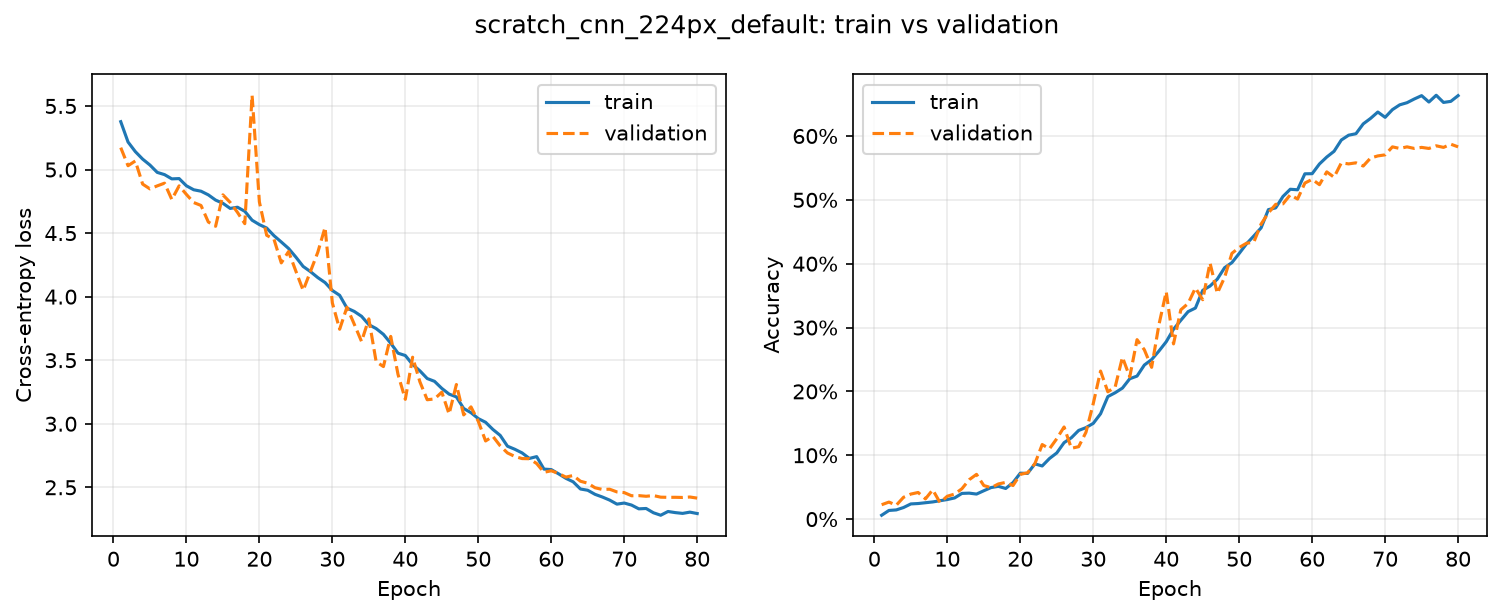 scratch_cnn_224px_default: train vs validation
Cross-entropy loss
5.5
5.0
4.5
4.0
3.5
3.0
2.5
train
validation
0 10 20 30 40 50 60 70 80
Epoch
Accuracy
60%
50%
40%
30%
20%
10%
0%
train
validation
0 10 20 30 40 50 60 70 80
Epoch